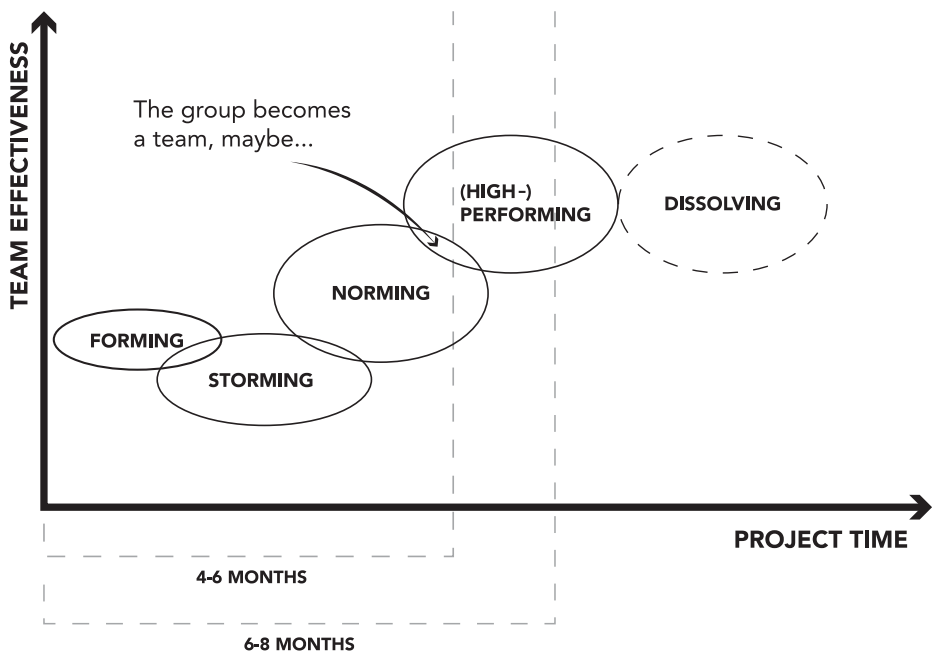 TEAM EFFECTIVENESS
The group becomes
a team, maybe...
(HIGH-)
PERFORMING
DISSOLVING
NORMING
FORMING
STORMING
PROJECT TIME
4-6 MONTHS
6-8 MONTHS